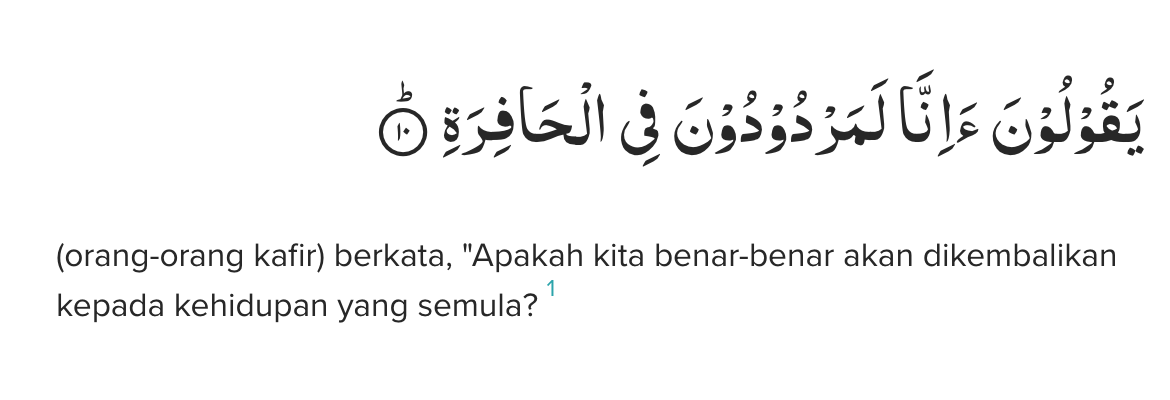 يَقُوْلُوْنَ ءَاِنَّا لَمَرْدُوْدُوْنَ فِى الْحَافِرَةِۗ ١٠
(orang-orang kafir) berkata, "Apakah kita benar-benar akan dikembalikan
kepada kehidupan yang semula? 1